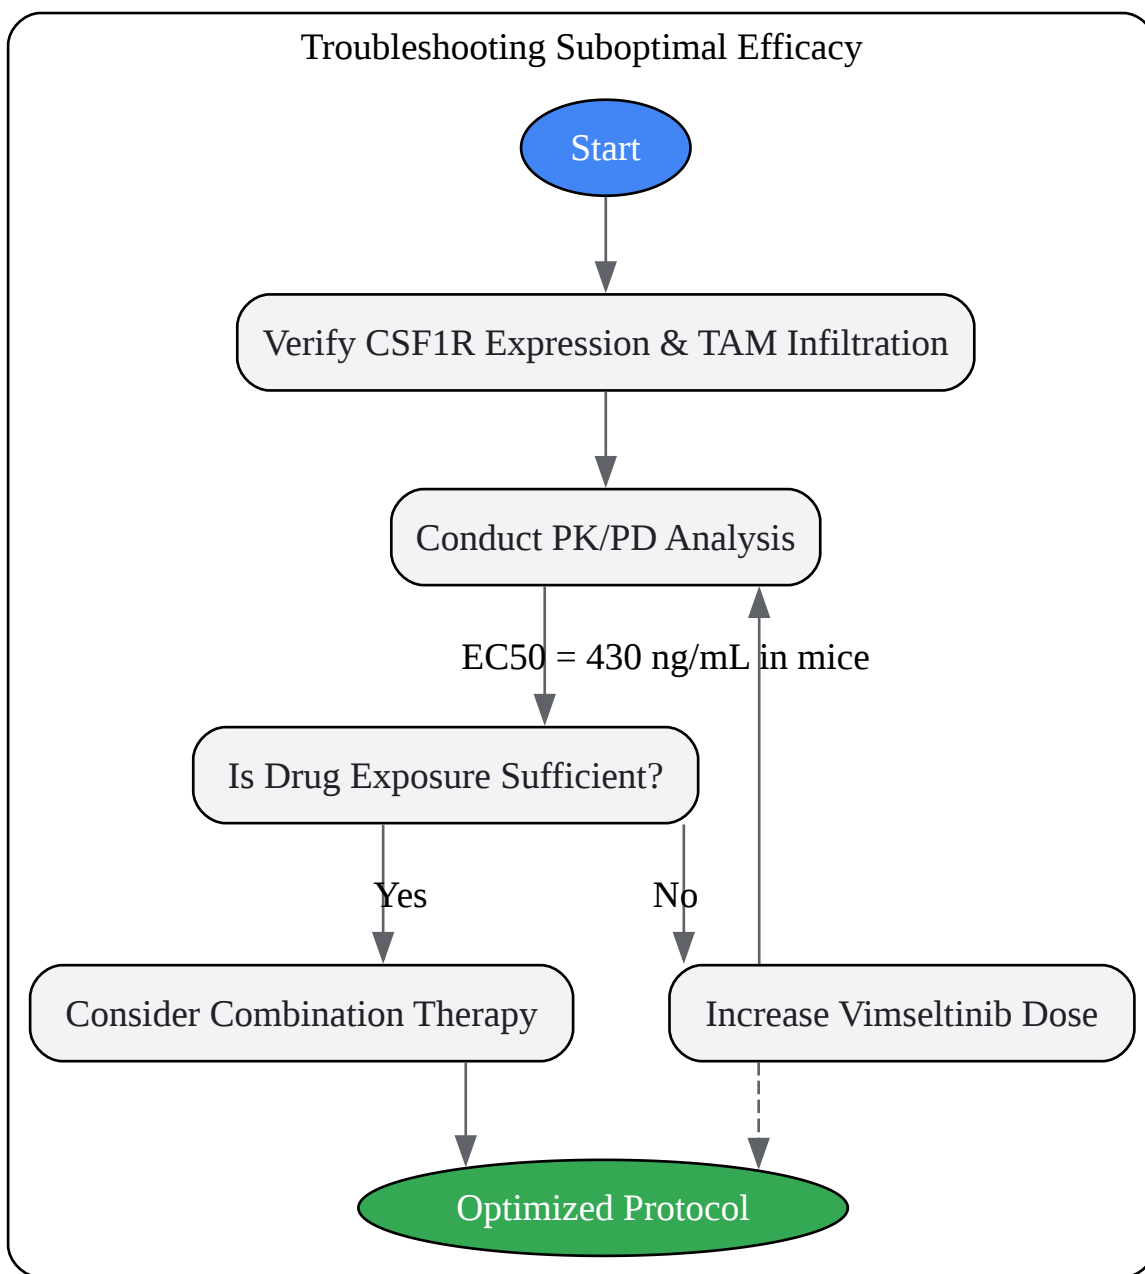 Troubleshooting Suboptimal Efficacy
Start
Verify CSF1R Expression & TAM Infiltration
Conduct PK/PD Analysis
EC50 = 430 ng/mL in mice
Is Drug Exposure Sufficient?
Yes
No
Consider Combination Therapy
Increase Vimseltinib Dose
Optimized Protocol